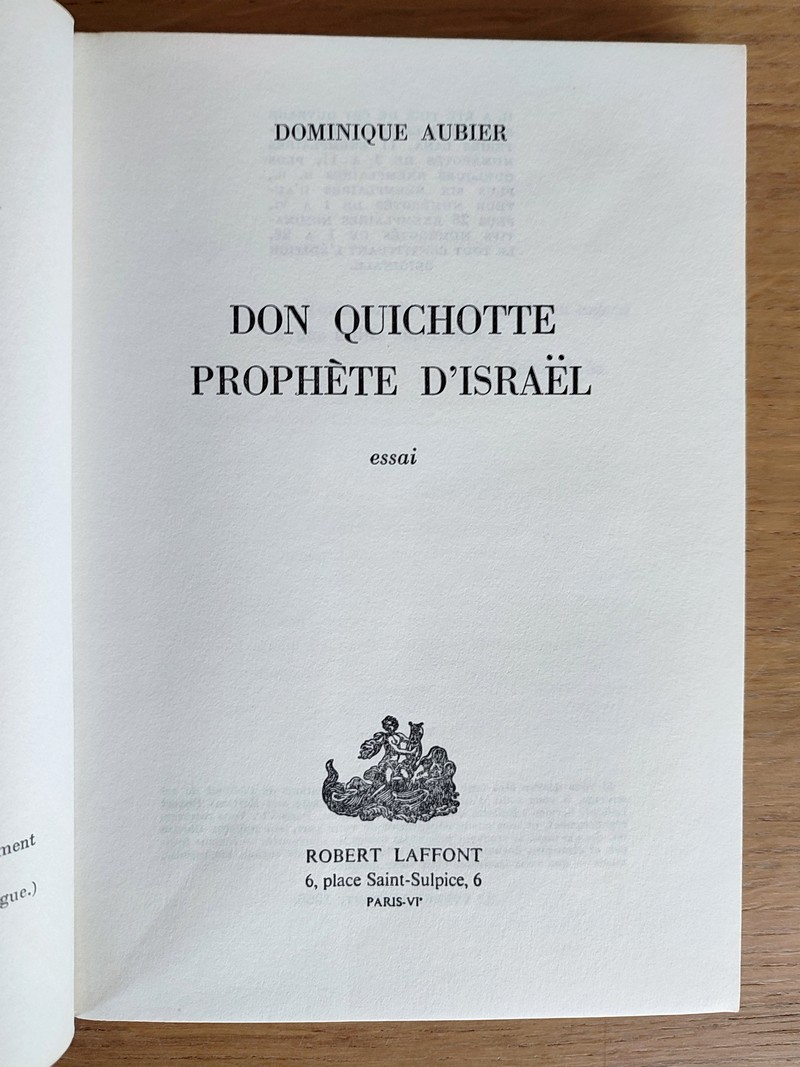 DOMINIQUE AUBIER
DON QUICHOTTE
PROPHÈTE D'ISRAËL
essai
ROBERT LAFFONT
6, place Saint-Sulpice, 6
PARIS-VIe
ment
gue.)